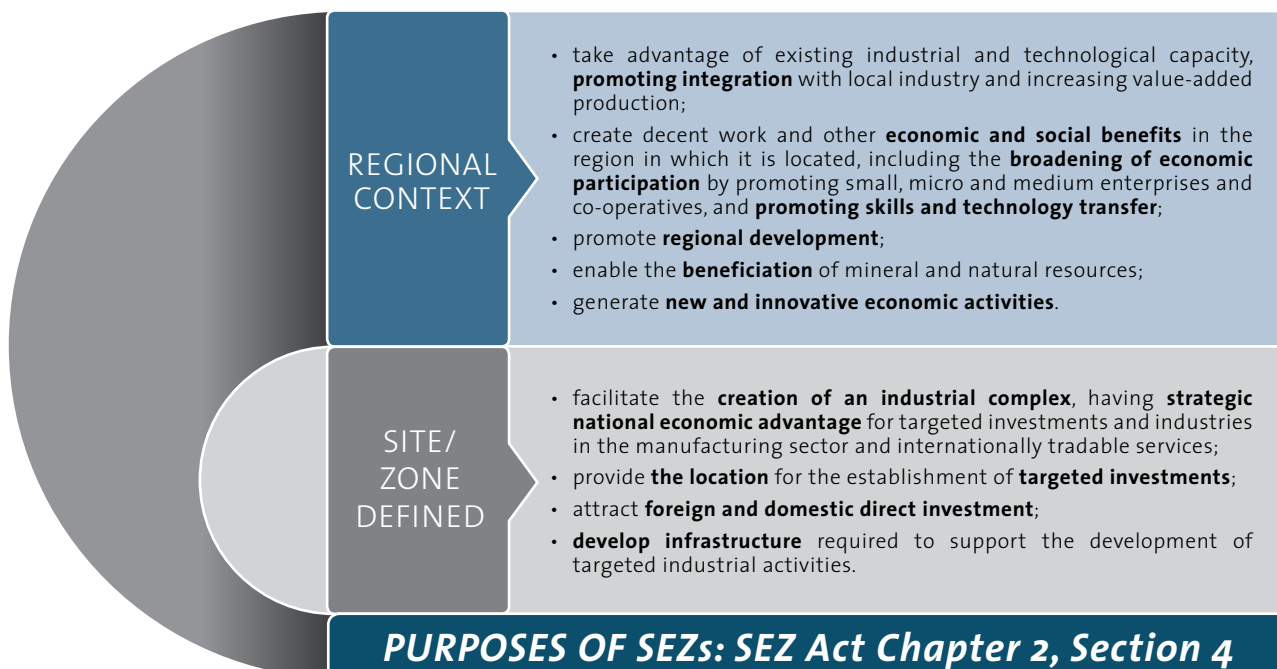 REGIONAL
CONTEXT
• take advantage of existing industrial and technological capacity,
promoting integration with local industry and increasing value-added
production;
• create decent work and other economic and social benefits in the
region in which it is located, including the broadening of economic
participation by promoting small, micro and medium enterprises and
co-operatives, and promoting skills and technology transfer;
• promote regional development;
• enable the beneficiation of mineral and natural resources;
• generate new and innovative economic activities.
SITE/
ZONE
DEFINED
• facilitate the creation of an industrial complex, having strategic
national economic advantage for targeted investments and industries
in the manufacturing sector and internationally tradable services;
• provide the location for the establishment of targeted investments;
• attract foreign and domestic direct investment;
• develop infrastructure required to support the development of
targeted industrial activities.
PURPOSES OF SEZs: SEZ Act Chapter 2, Section 4